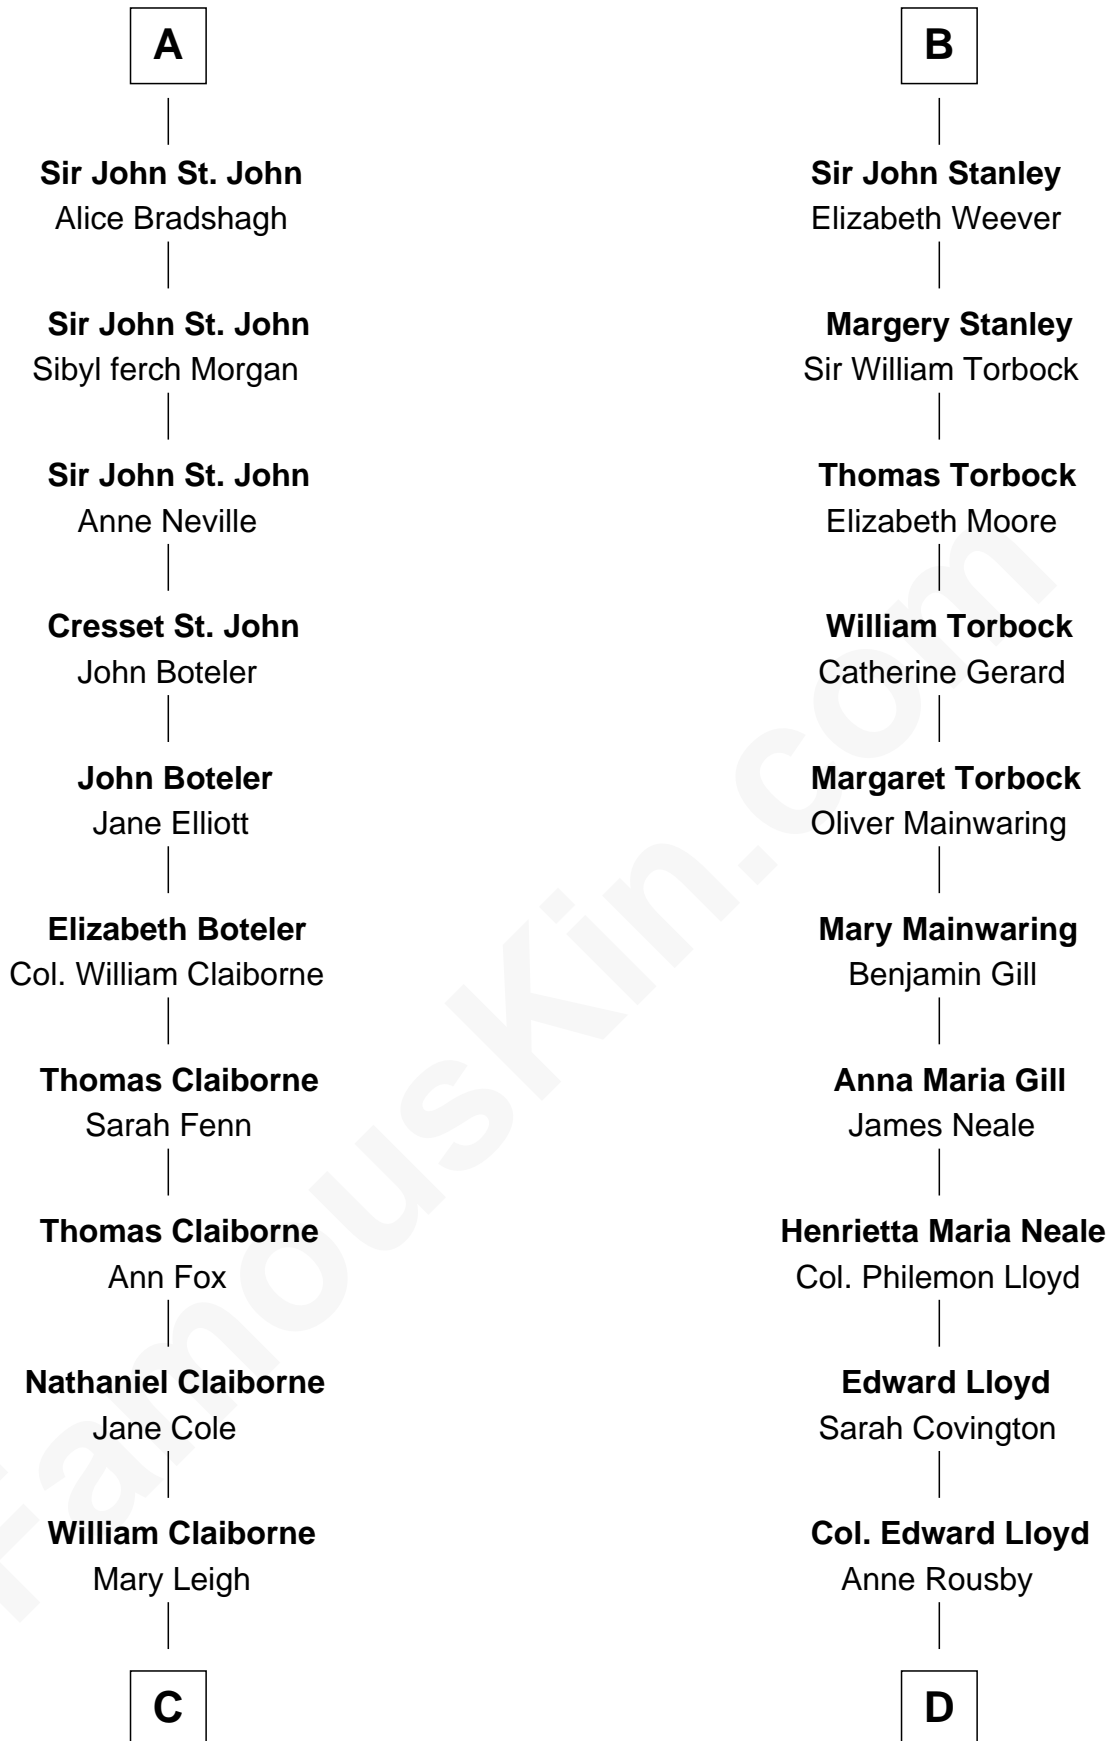 A
Sir John St. John
Alice Bradshagh
Sir John St. John
Sibyl ferch Morgan
Sir John St. John
Anne Neville
Cresset St. John
John Boteler
John Boteler
Jane Elliott
Elizabeth Boteler
Col. William Claiborne
Thomas Claiborne
Sarah Fenn
Thomas Claiborne
Ann Fox
Nathaniel Claiborne
Jane Cole
William Claiborne
Mary Leigh
C
B
Sir John Stanley
Elizabeth Weever
Margery Stanley
Sir William Torbock
Thomas Torbock
Elizabeth Moore
William Torbock
Catherine Gerard
Margaret Torbock
Oliver Mainwaring
Mary Mainwaring
Benjamin Gill
Anna Maria Gill
James Neale
Henrietta Maria Neale
Col. Philemon Lloyd
Edward Lloyd
Sarah Covington
Col. Edward Lloyd
Anne Rousby
D
FamousKin.com